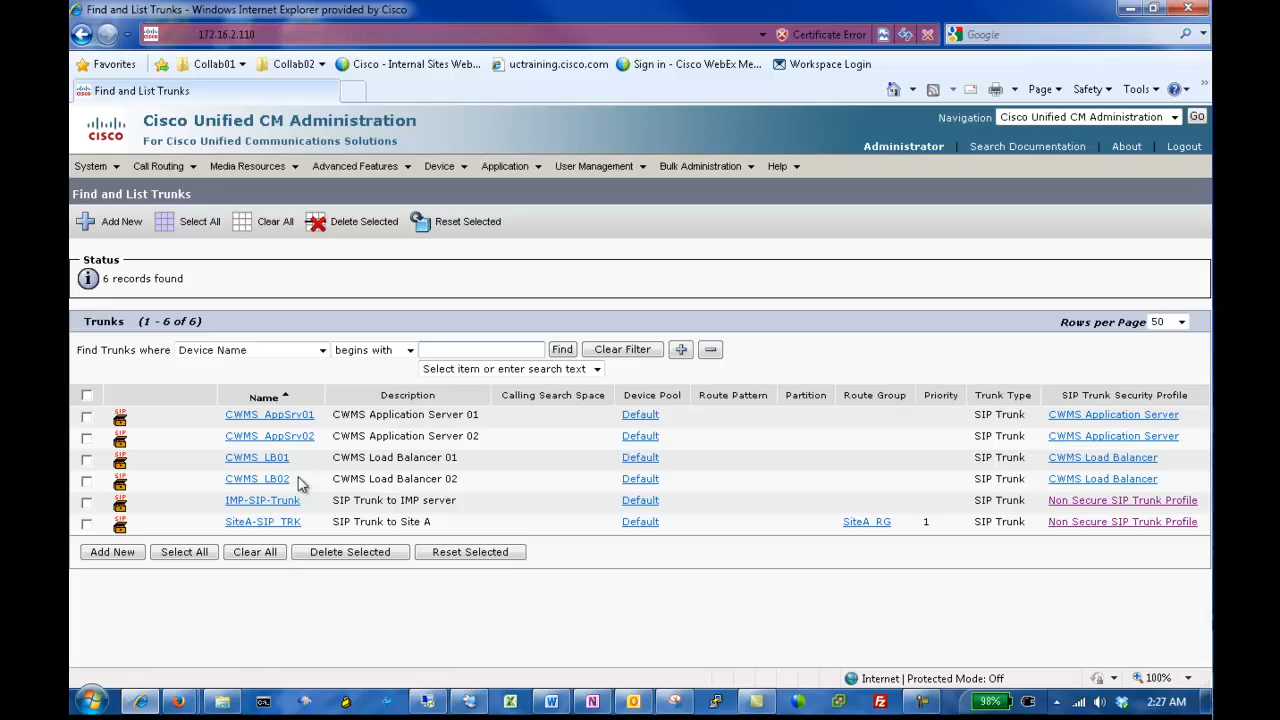 Find and List Trunks - Windows Internet Explorer provided by Cisco
172.16.2.110 Certificate Error Google
Favorites Collab01 Collab02 Cisco - Internal Sites Web... uctraining.cisco.com Sign in - Cisco WebEx Me... Workspace Login
Find and List Trunks Page Safety Tools
CISCO Cisco Unified CM Administration Navigation Cisco Unified CM Administration Go
For Cisco Unified Communications Solutions Administrator | Search Documentation | About | Logout
System Call Routing Media Resources Advanced Features Device Application User Management Bulk Administration Help
Find and List Trunks
Add New Select All Clear All Delete Selected Reset Selected
Status
6 records found
Trunks (1 - 6 of 6) Rows per Page 50
Find Trunks where Device Name begins with Find Clear Filter
Select item or enter search text
Name Description Calling Search Space Device Pool Route Pattern Partition Route Group Priority Trunk Type SIP Trunk Security Profile
SIP CWMS_AppSrv01 CWMS Application Server 01 Default SIP Trunk CWMS Application Server
SIP CWMS_AppSrv02 CWMS Application Server 02 Default SIP Trunk CWMS Application Server
SIP CWMS_LB01 CWMS Load Balancer 01 Default SIP Trunk CWMS Load Balancer
SIP CWMS_LB02 CWMS Load Balancer 02 Default SIP Trunk CWMS Load Balancer
SIP IMP-SIP-Trunk SIP Trunk to IMP server Default SIP Trunk Non Secure SIP Trunk Profile
SIP SiteA-SIP_TRK SIP Trunk to Site A Default SiteA_RG 1 SIP Trunk Non Secure SIP Trunk Profile
Add New Select All Clear All Delete Selected Reset Selected
Internet | Protected Mode: Off 100%
98% 2:27 AM